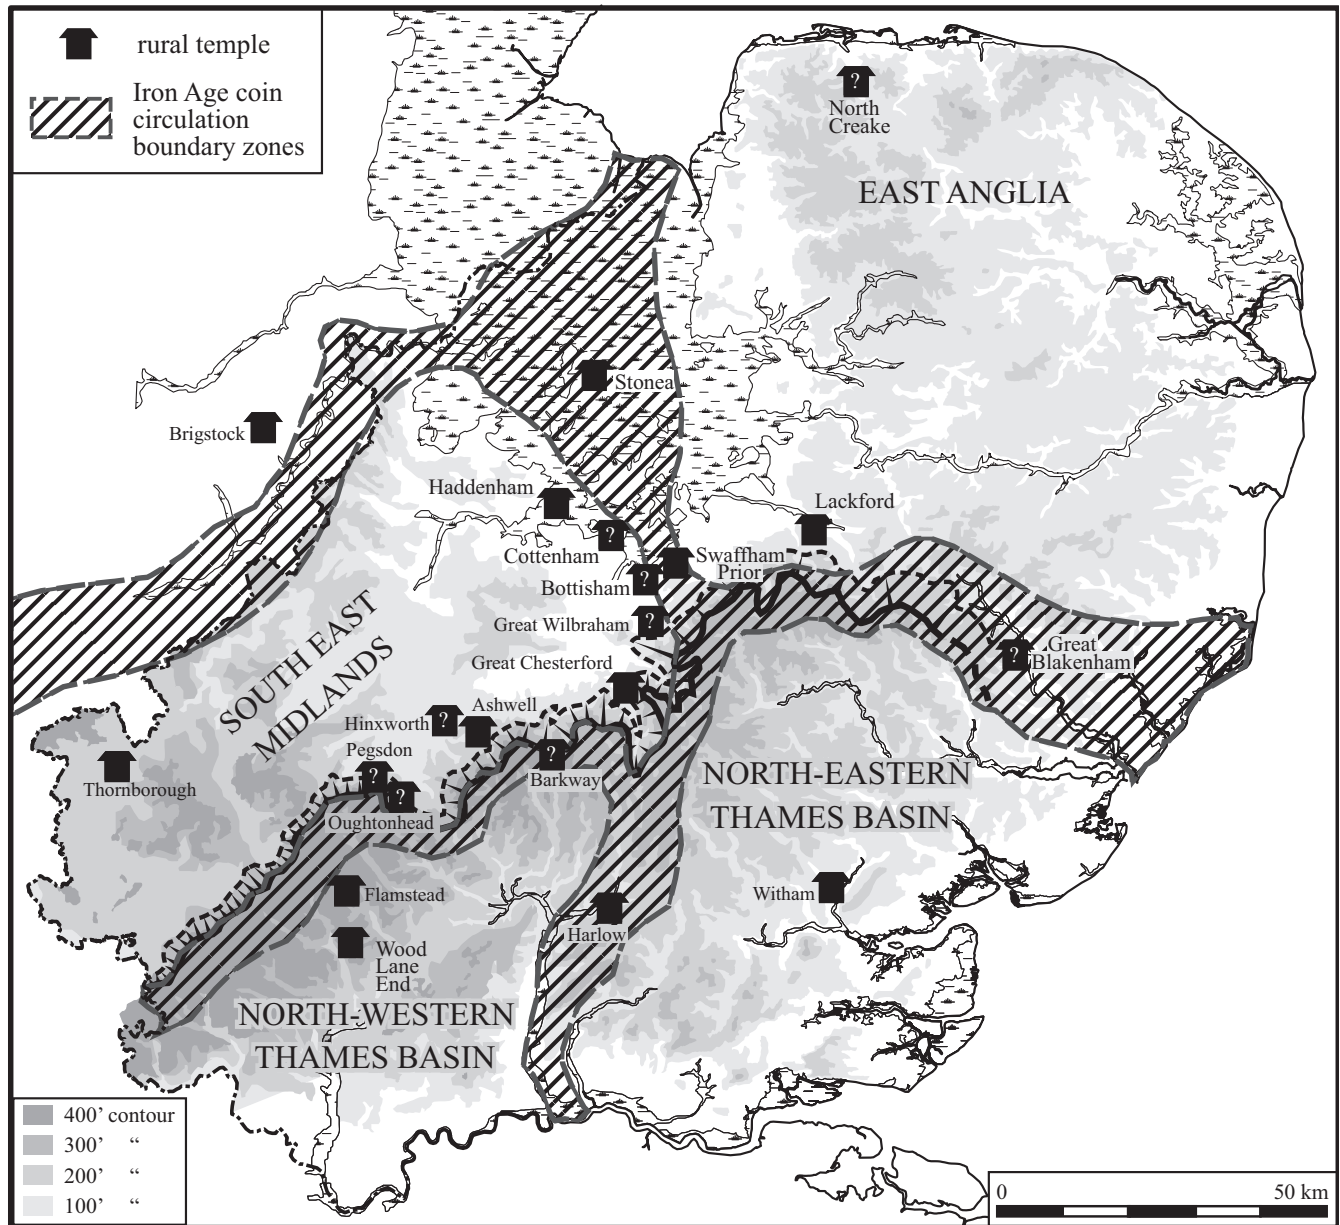 rural temple
Iron Age coin
circulation
boundary zones
?
North
Creake
EAST ANGLIA
Stonea
Brigstock
Haddenham
Lackford
?
Cottenham
Swaffham
Prior
?
Bottisham
?
Great Wilbraham
Great
Blakenham
?
Great Chesterford
SOUTH EAST
MIDLANDS
Ashwell
?
Hinxworth
Pegsdon
?
?
Barkway
Thornborough
?
Oughtonhead
NORTH-EASTERN
THAMES BASIN
Flamstead
Witham
Harlow
Wood
Lane
End
NORTH-WESTERN
THAMES BASIN
400' contour
300' “
200' “
100' “
0 50 km